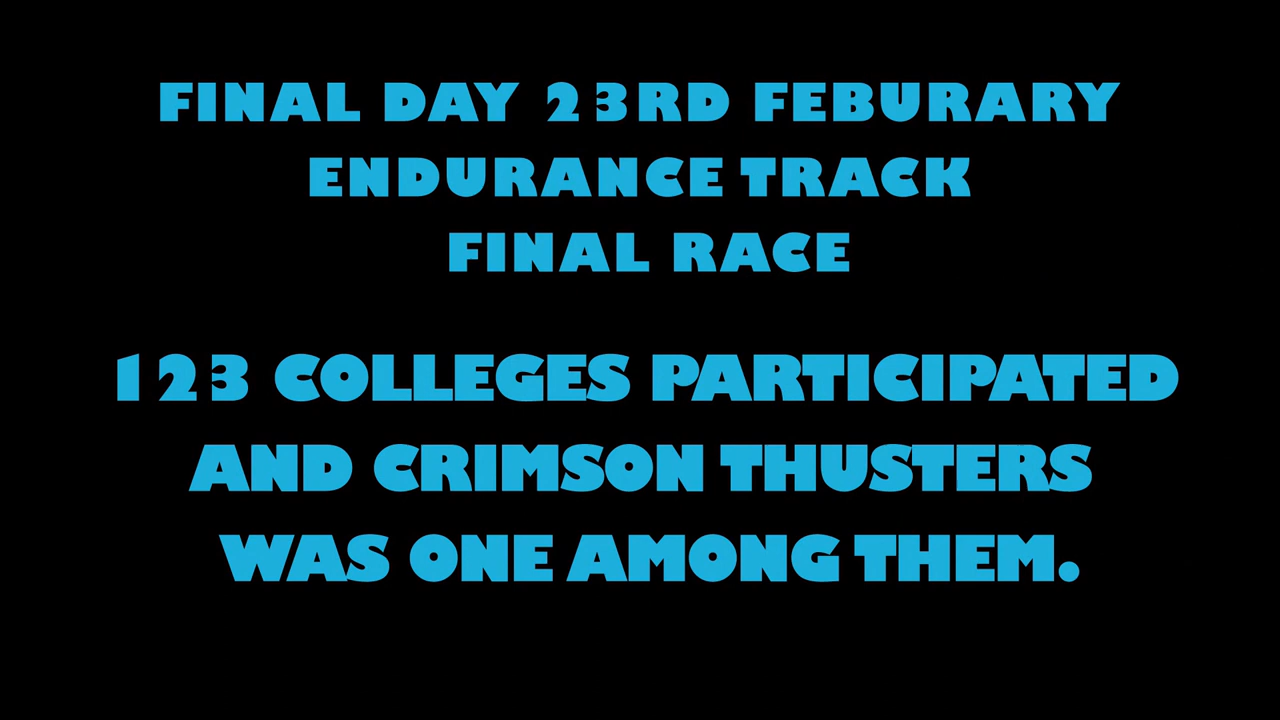 FINAL DAY 23RD FEBURARY
ENDURANCE TRACK
FINAL RACE
123 COLLEGES PARTICIPATED
AND CRIMSON THUSTERS
WAS ONE AMONG THEM.